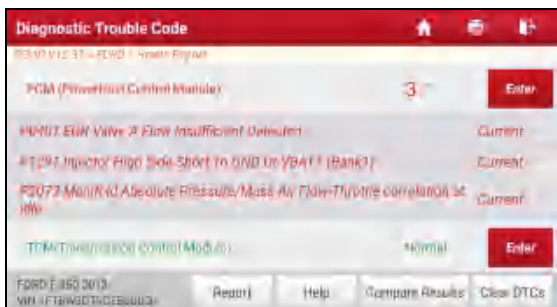 Diagnostic Trouble Code
PCM (Powertrain Control Module)
3
Enter
P0401 EGR Valve A Flow Insufficient Detected
Current
P1291 Injector High Side Short To GND Or VBATT (Bank1)
Current
P2073 Manifold Absolute Pressure/Mass Air Flow-Throttle correlation at
Idle
Current
TCM(Transmission Control Module)
Normal
Enter
FORD 2013
VIN
Report
Help
Compare Results
Clear DTCs